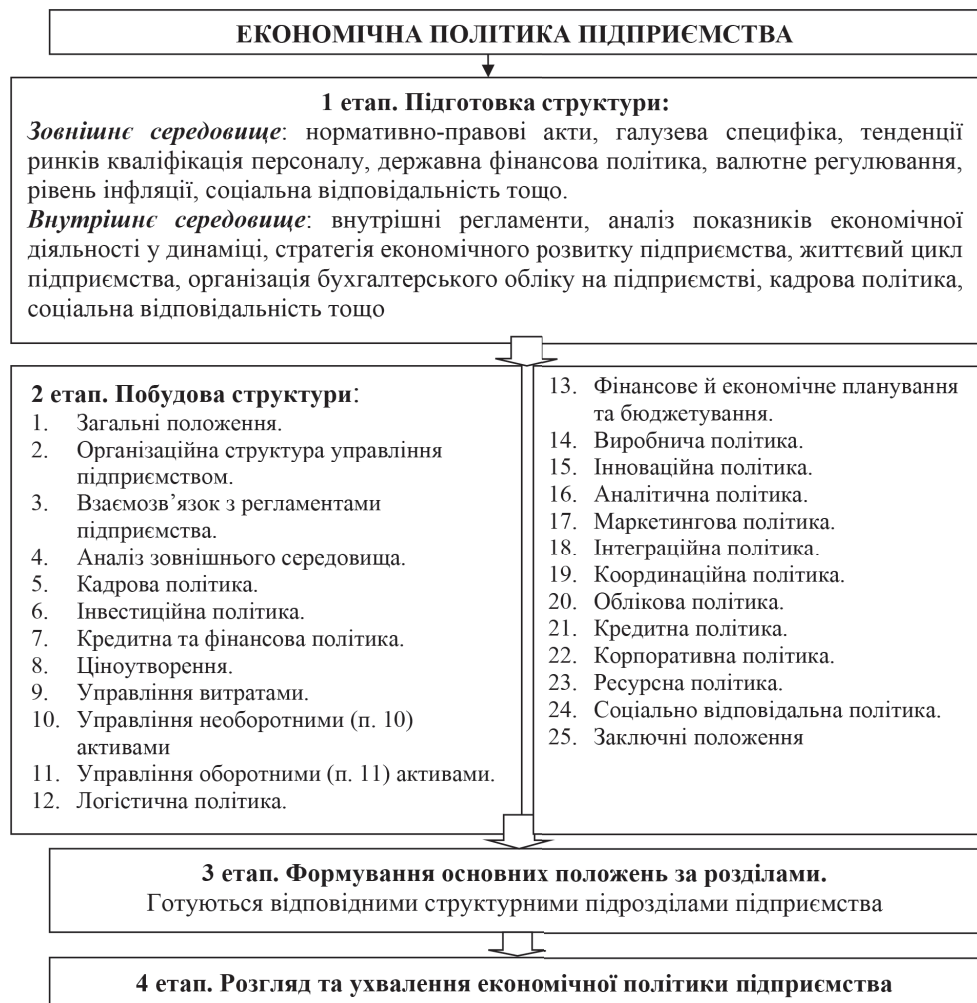 ЕКОНОМІЧНА ПОЛІТИКА ПІДПРИЄМСТВА
1 етап. Підготовка структури:
Зовнішнє середовище: нормативно-правові акти, галузева специфіка, тенденції
ринків кваліфікація персоналу, державна фінансова політика, валютне регулювання,
рівень інфляції, соціальна відповідальність тощо.
Внутрішнє середовище: внутрішні регламенти, аналіз показників економічної
діяльності у динаміці, стратегія економічного розвитку підприємства, життєвий цикл
підприємства, організація бухгалтерського обліку на підприємстві, кадрова політика,
соціальна відповідальність тощо
2 етап. Побудова структури:
1. Загальні положення.
2. Організаційна структура управління
підприємством.
3. Взаємозв’язок з регламентами
підприємства.
4. Аналіз зовнішнього середовища.
5. Кадрова політика.
6. Інвестиційна політика.
7. Кредитна та фінансова політика.
8. Ціноутворення.
9. Управління витратами.
10. Управління необоротними (п. 10)
активами
11. Управління оборотними (п. 11) активами.
12. Логістична політика.
13. Фінансове й економічне планування
та бюджетування.
14. Виробнича політика.
15. Інноваційна політика.
16. Аналітична політика.
17. Маркетингова політика.
18. Інтеграційна політика.
19. Координаційна політика.
20. Облікова політика.
21. Кредитна політика.
22. Корпоративна політика.
23. Ресурсна політика.
24. Соціально відповідальна політика.
25. Заключні положення
3 етап. Формування основних положень за розділами.
Готуються відповідними структурними підрозділами підприємства
4 етап. Розгляд та ухвалення економічної політики підприємства